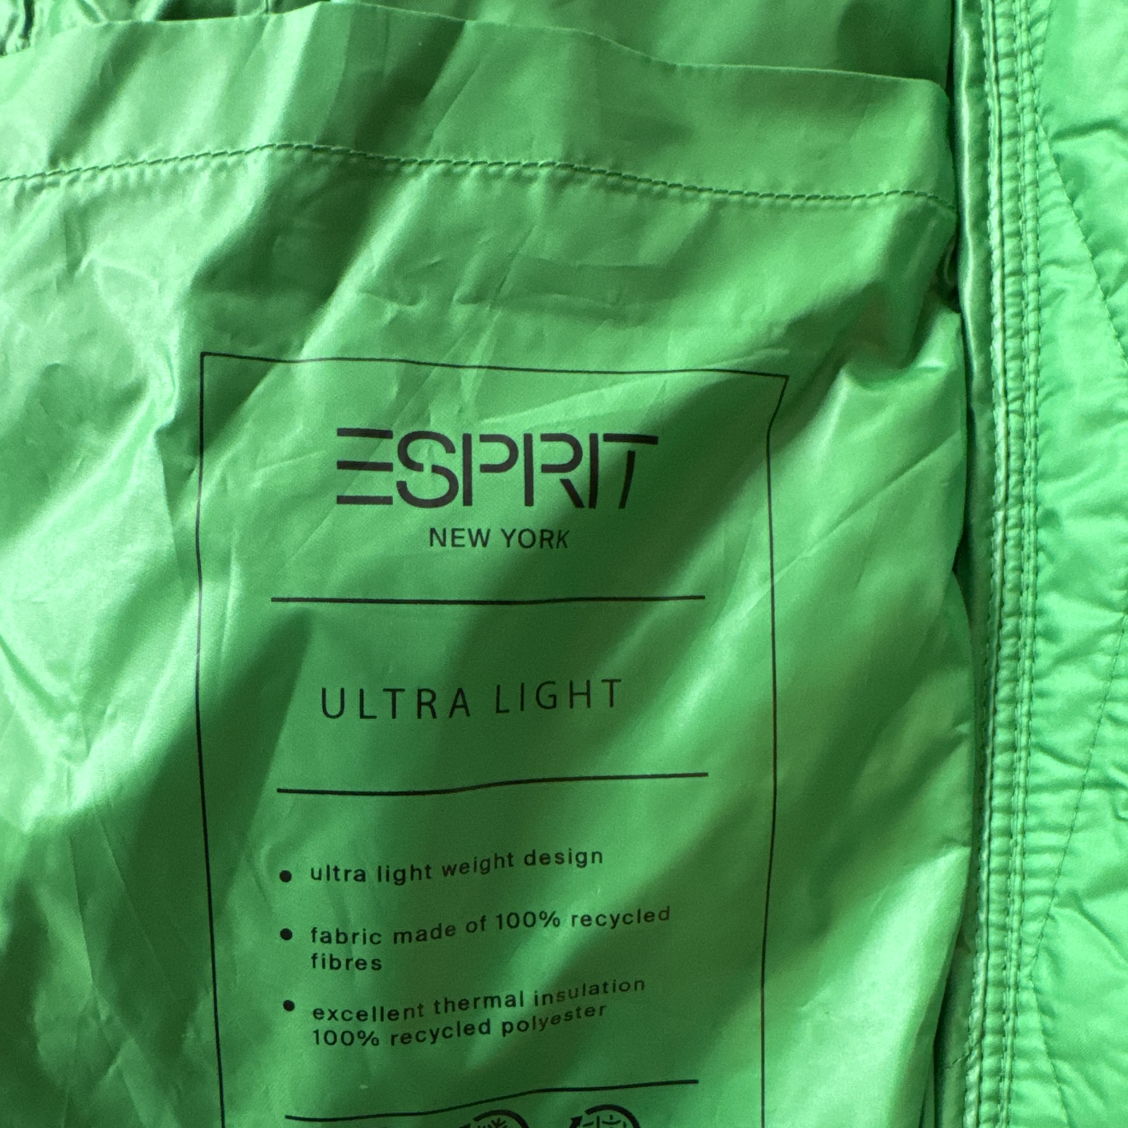 ESPRIT
NEW YORK
ULTRA LIGHT
• ultra light weight design
• fabric made of 100% recycled
fibres
• excellent thermal insulation
100% recycled polyester